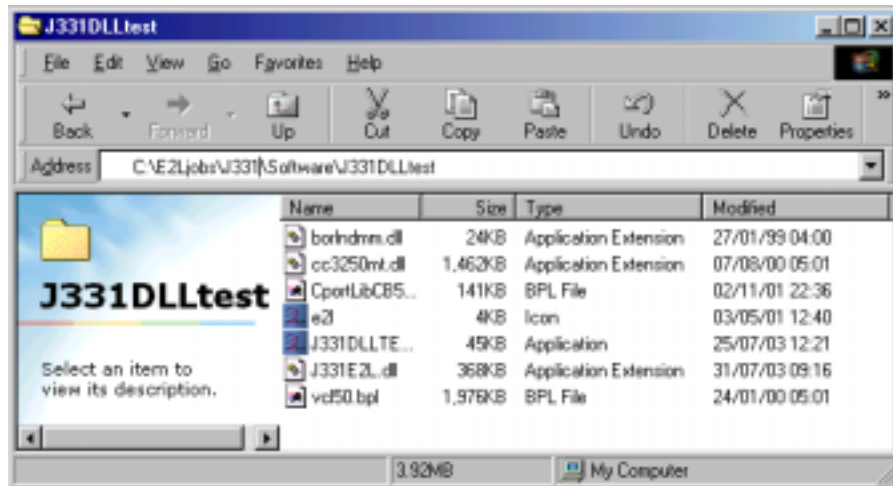 J331DLLtest
File Edit View Go Favorites Help
Back Forward Up Cut Copy Paste Undo Delete Properties »
Address C:\E2Ljobs\J331\Software\J331DLLtest
Name Size Type Modified
borlndmm.dll 24KB Application Extension 27/01/99 04:00
cc3250mt.dll 1,462KB Application Extension 07/08/00 05:01
CportLibCB5... 141KB BPL File 02/11/01 22:36
e2l 4KB Icon 03/05/01 12:40
J331DLLTE... 45KB Application 25/07/03 12:21
J331E2L.dll 368KB Application Extension 31/07/03 09:16
vclf50.bpl 1,976KB BPL File 24/01/00 05:01
J331DLLtest
Select an item to
view its description.
3.92MB My Computer